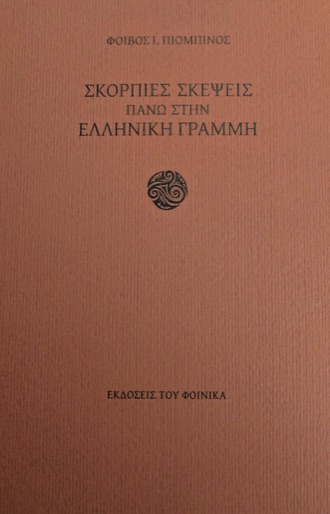 ΦΟΙΒΟΣ Ι. ΠΙΟΜΠΙΝΟΣ
ΣΚΟΡΠΙΕΣ ΣΚΕΨΕΙΣ
ΠΑΝΩ ΣΤΗΝ
ΕΛΛΗΝΙΚΗ ΓΡΑΜΜΗ
ΕΚΔΟΣΕΙΣ ΤΟΥ ΦΟΙΝΙΚΑ